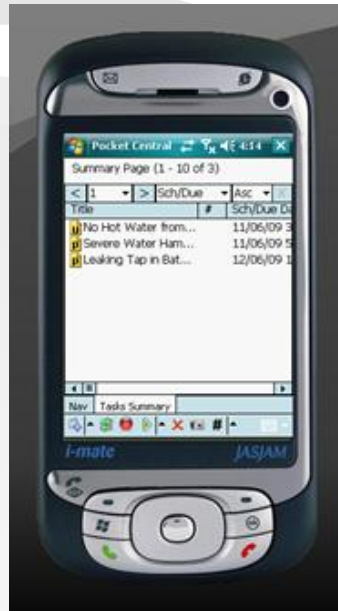 Pocket Central 4:14
Summary Page (1 - 10 of 3)
< 1 > Sch/Due Asc
Title # Sch/Due Da
No Hot Water from... 11/06/09 3
Severe Water Ham... 11/06/09 5
Leaking Tap in Bat... 12/06/09 1
Nav Tasks Summary
#
i-mate JASJAM